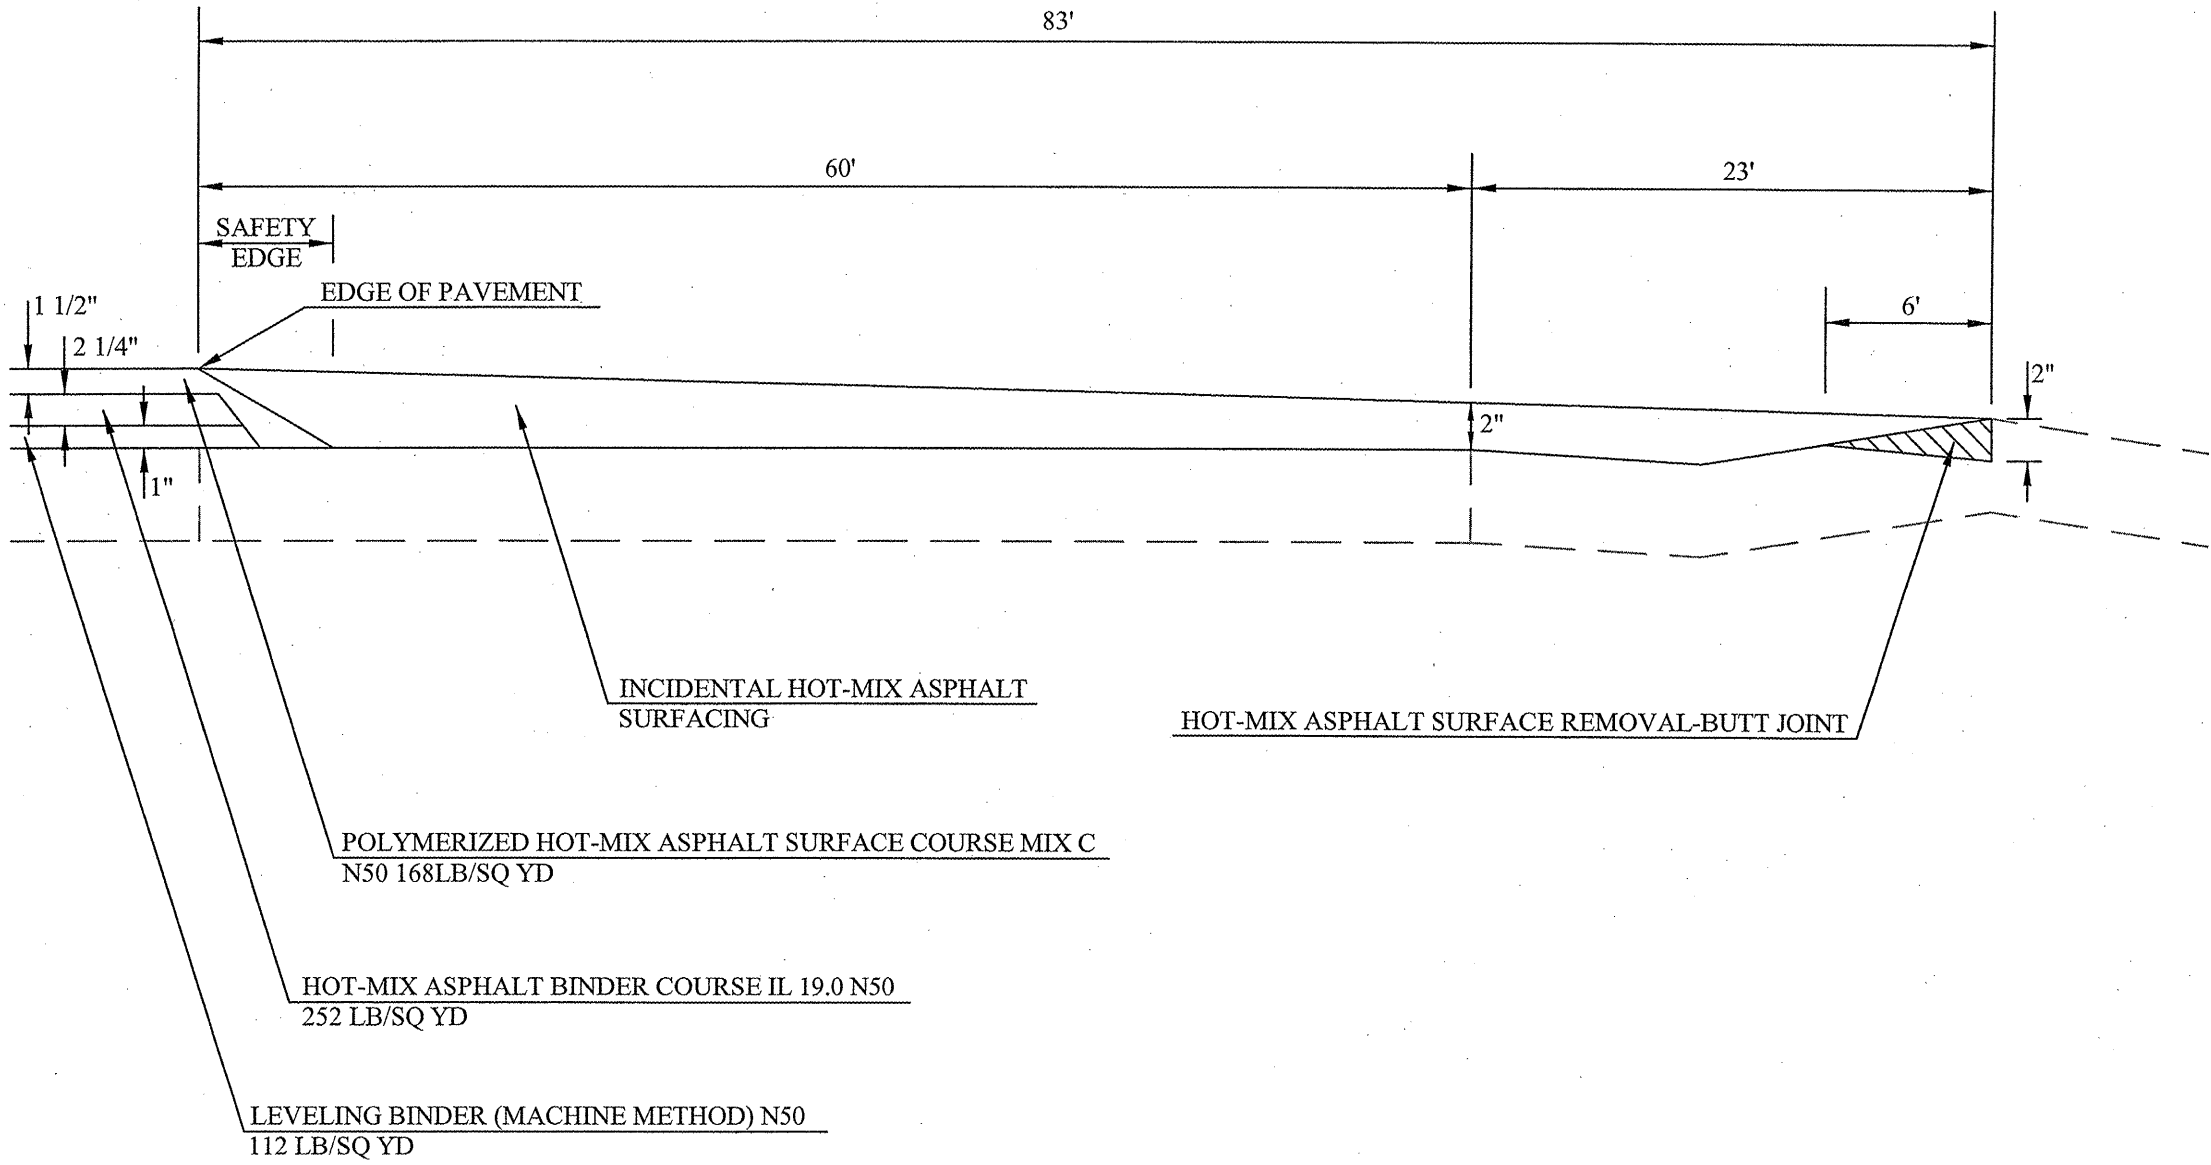 83'
60'
23'
SAFETY
EDGE
EDGE OF PAVEMENT
1 1/2"
6'
2 1/4"
2"
2"
1"
INCIDENTAL HOT-MIX ASPHALT
SURFACING
HOT-MIX ASPHALT SURFACE REMOVAL-BUTT JOINT
POLYMERIZED HOT-MIX ASPHALT SURFACE COURSE MIX C
N50 168LB/SQ YD
HOT-MIX ASPHALT BINDER COURSE IL 19.0 N50
252 LB/SQ YD
LEVELING BINDER (MACHINE METHOD) N50
112 LB/SQ YD